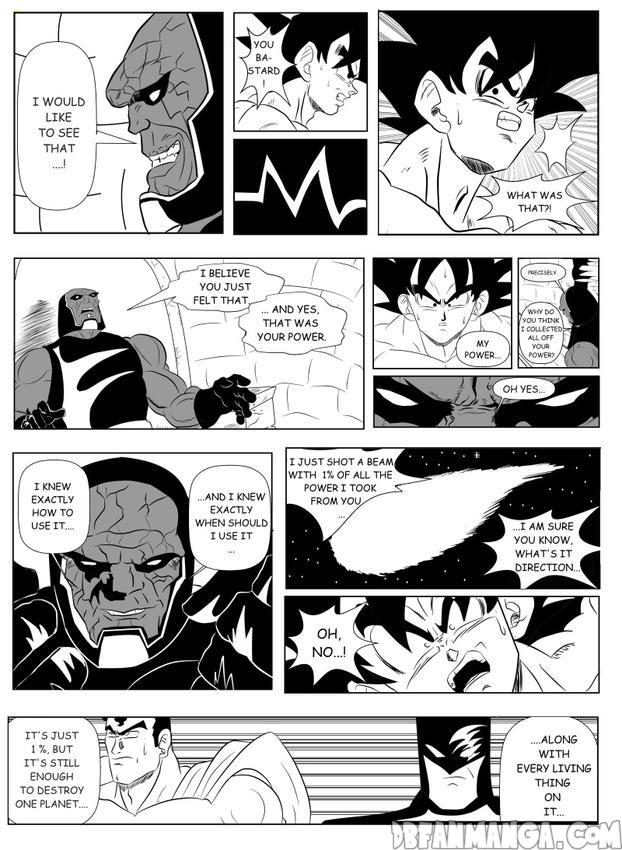 I WOULD
LIKE
TO SEE
THAT
....!
YOU
BA-
STARD
!
WHAT WAS
THAT?!
I BELIEVE
YOU JUST
FELT THAT
... AND YES,
THAT WAS
YOUR POWER.
MY
POWER...
PRECISELY.
WHY DO
YOU THINK
I COLLECTED
ALL OFF
YOUR
POWER?
OH YES...
I KNEW
EXACTLY
HOW TO
USE IT....
...AND I KNEW
EXACTLY
WHEN SHOULD
I USE IT
...
I JUST SHOT A BEAM
WITH 1% OF ALL THE
POWER I TOOK
FROM YOU
...
...I AM SURE
YOU KNOW,
WHAT'S IT
DIRECTION...
OH,
NO...!
IT'S JUST
1 %, BUT
IT'S STILL
ENOUGH
TO DESTROY
ONE PLANET....
....ALONG
WITH
EVERY LIVING
THING
ON
IT...
DBFANMANGA.COM